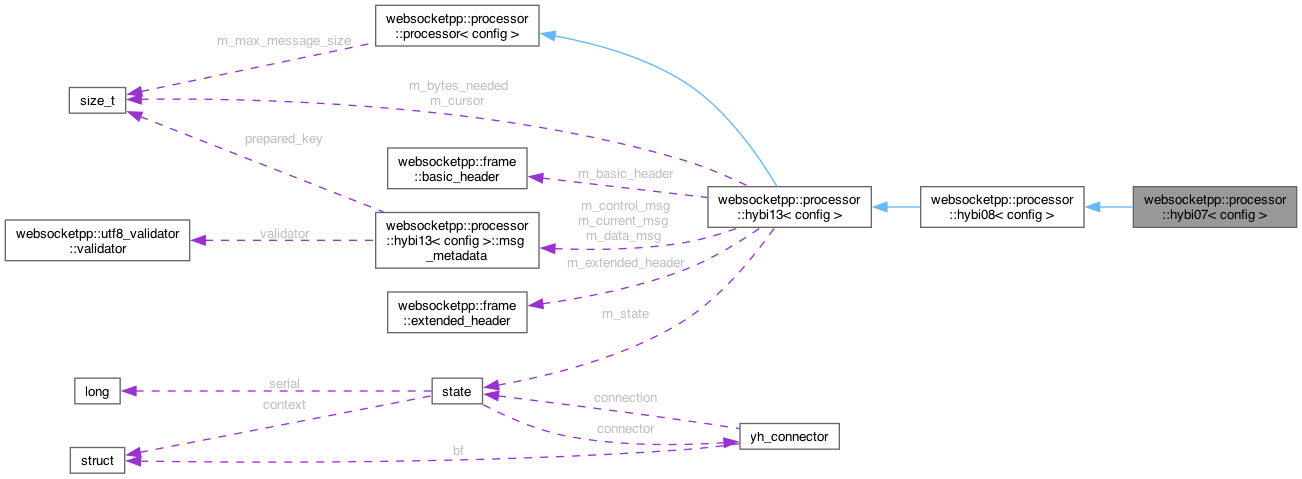 websocketpp::processor
::processor< config >
m_max_message_size
size_t
m_bytes_needed
m_cursor
prepared_key
websocketpp::frame
::basic_header
m_basic_header
websocketpp::processor
::hybi13< config >
websocketpp::processor
::hybi08< config >
websocketpp::processor
::hybi07< config >
m_control_msg
m_current_msg
m_data_msg
websocketpp::utf8_validator
::validator
validator
websocketpp::processor
::hybi13< config >::msg
_metadata
m_extended_header
websocketpp::frame
::extended_header
m_state
long
serial
state
context
connection
connector
yh_connector
struct
bf